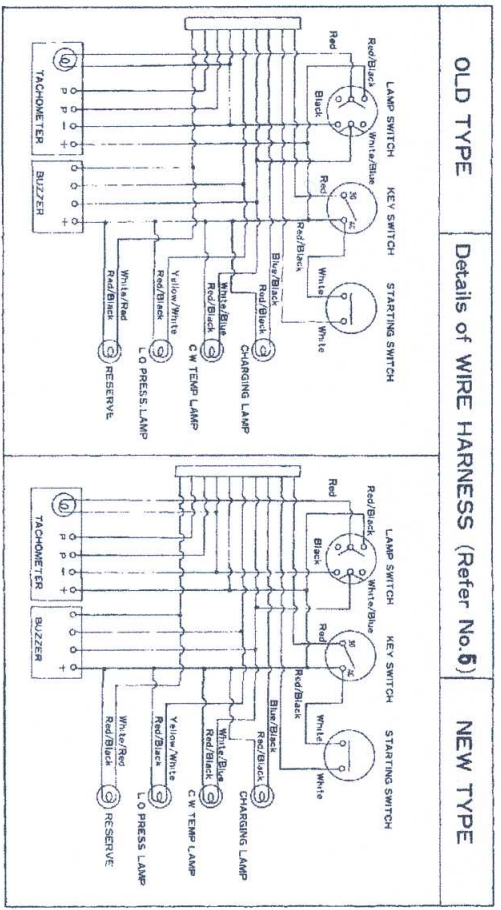 OLD TYPE
Details of WIRE HARNESS (Refer No.5)
NEW TYPE
LAMP SWITCH
KEY SWITCH
STARTING SWITCH
Red/Black
White/Blue
Red
Black
Red
30
AC
White
White
Red/Black
Blue/Black
Red/Black
CHARGING LAMP
White/Blue
Red/Black
C W TEMP LAMP
Yellow/White
Red/Black
L O PRESS. LAMP
White/Red
Red/Black
RESERVE
P
P
-
+
TACHOMETER
+
BUZZER
LAMP SWITCH
KEY SWITCH
STARTING SWITCH
Red/Black
White/Blue
Red
Black
Red
30
AC
White
White
Red/Black
Blue/Black
Red/Black
CHARGING LAMP
White/Blue
Red/Black
C W TEMP LAMP
Yellow/White
Red/Black
L O PRESS LAMP
White/Red
Red/Black
RESERVE
P
P
-
+
TACHOMETER
+
BUZZER